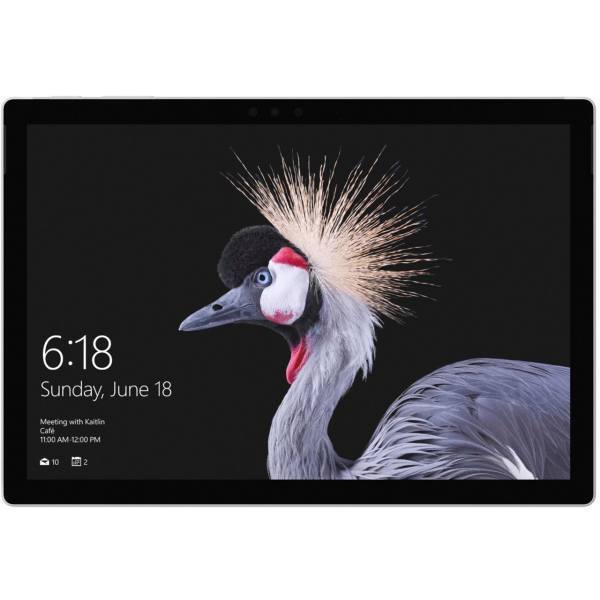 6:18
Sunday, June 18
Meeting with Kaitlin
Café
11:00 AM-12:00 PM
10 2